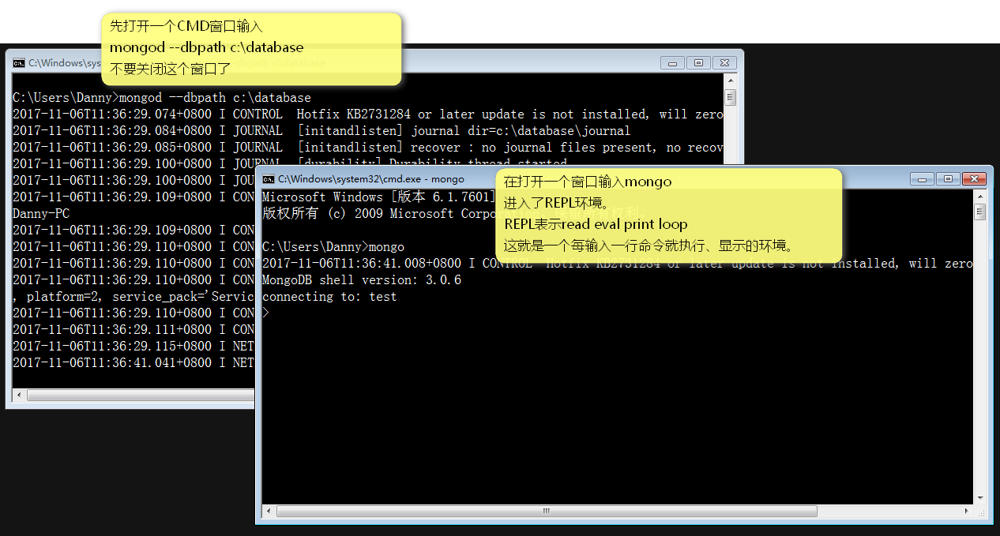 先打开一个CMD窗口输入
mongod --dbpath c:\database
不要关闭这个窗口了
C:\Windows\sys
C:\Users\Danny>mongod --dbpath c:\database
2017-11-06T11:36:29.074+0800 I CONTROL  Hotfix KB2731284 or later update is not installed, will zero
2017-11-06T11:36:29.084+0800 I JOURNAL  [initandlisten] journal dir=c:\database\journal
2017-11-06T11:36:29.085+0800 I JOURNAL  [initandlisten] recover : no journal files present, no recov
2017-11-06T11:36:29.100+0800 I JOURNAL  [durability] Durability thread started
2017-11-06T11:36:29.100+0800 I JOU
2017-11-06T11:36:29.109+0800 I CON
Danny-PC
2017-11-06T11:36:29.109+0800 I CON
2017-11-06T11:36:29.110+0800 I CON
2017-11-06T11:36:29.110+0800 I CON
2017-11-06T11:36:29.110+0800 I CON
, platform=2, service_pack='Servic
2017-11-06T11:36:29.110+0800 I CON
2017-11-06T11:36:29.111+0800 I CON
2017-11-06T11:36:29.115+0800 I NET
2017-11-06T11:36:41.041+0800 I NET
C:\Windows\system32\cmd.exe - mongo
在打开一个窗口输入mongo
进入了REPL环境。
REPL表示read eval print loop
这就是一个每输入一行命令就执行、显示的环境。
Microsoft Windows [版本 6.1.7601]
版权所有 (c) 2009 Microsoft Corporation。保留所有权利。
C:\Users\Danny>mongo
2017-11-06T11:36:41.008+0800 I CONTROL  Hotfix KB2731284 or later update is not installed, will zero
MongoDB shell version: 3.0.6
connecting to: test
>